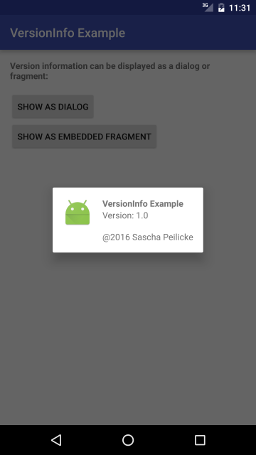 3G 11:31
VersionInfo Example
Version information can be displayed as a dialog or
fragment:
SHOW AS DIALOG
SHOW AS EMBEDDED FRAGMENT
VersionInfo Example
Version: 1.0
@2016 Sascha Peilicke